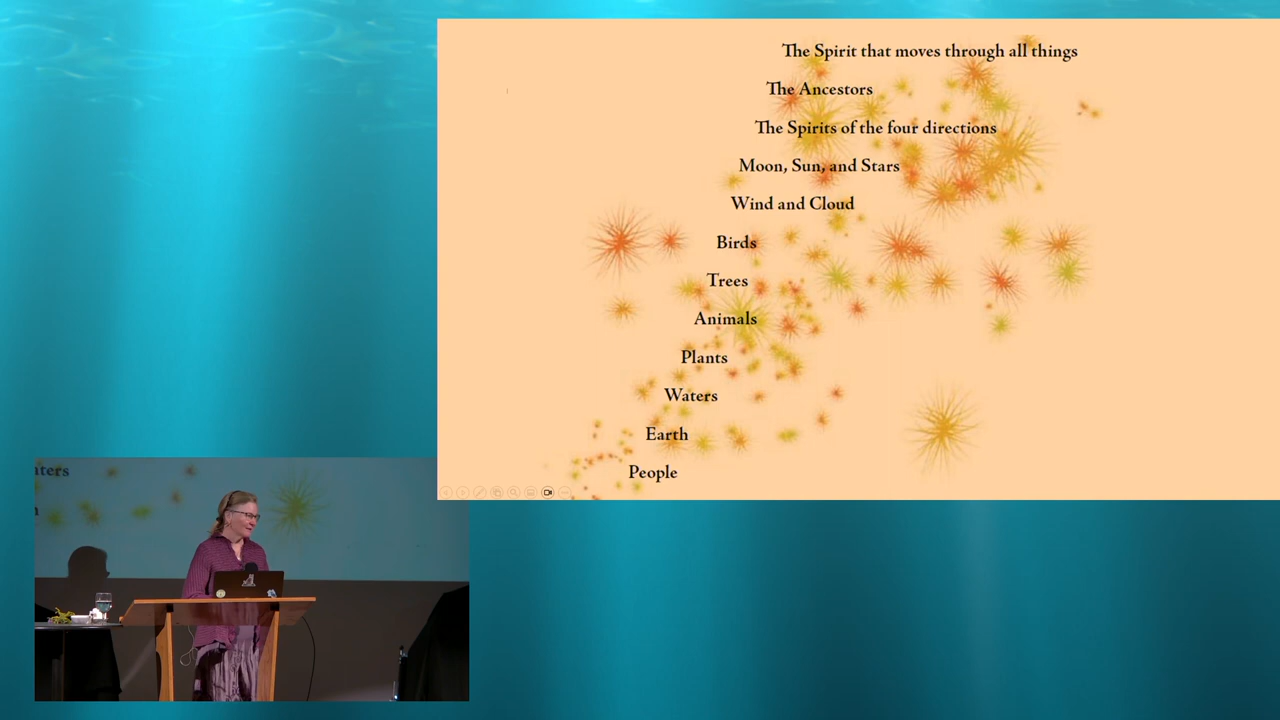 The Spirit that moves through all things
The Ancestors
The Spirits of the four directions
Moon, Sun, and Stars
Wind and Cloud
Birds
Trees
Animals
Plants
Waters
Earth
People
aters